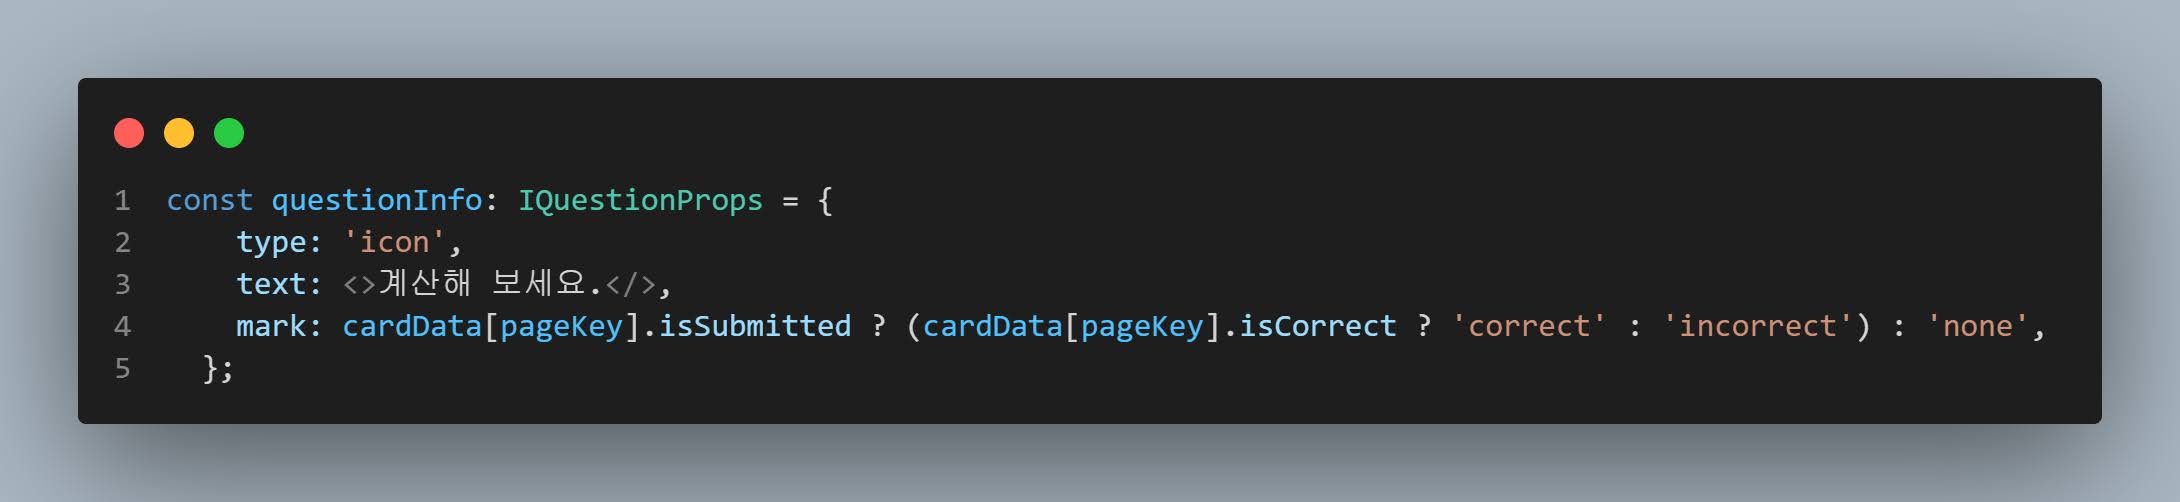 1 const questionInfo: IQuestionProps = {
2     type: 'icon',
3     text: <>계산해 보세요.</>,
4     mark: cardData[pageKey].isSubmitted ? (cardData[pageKey].isCorrect ? 'correct' : 'incorrect') : 'none',
5   };